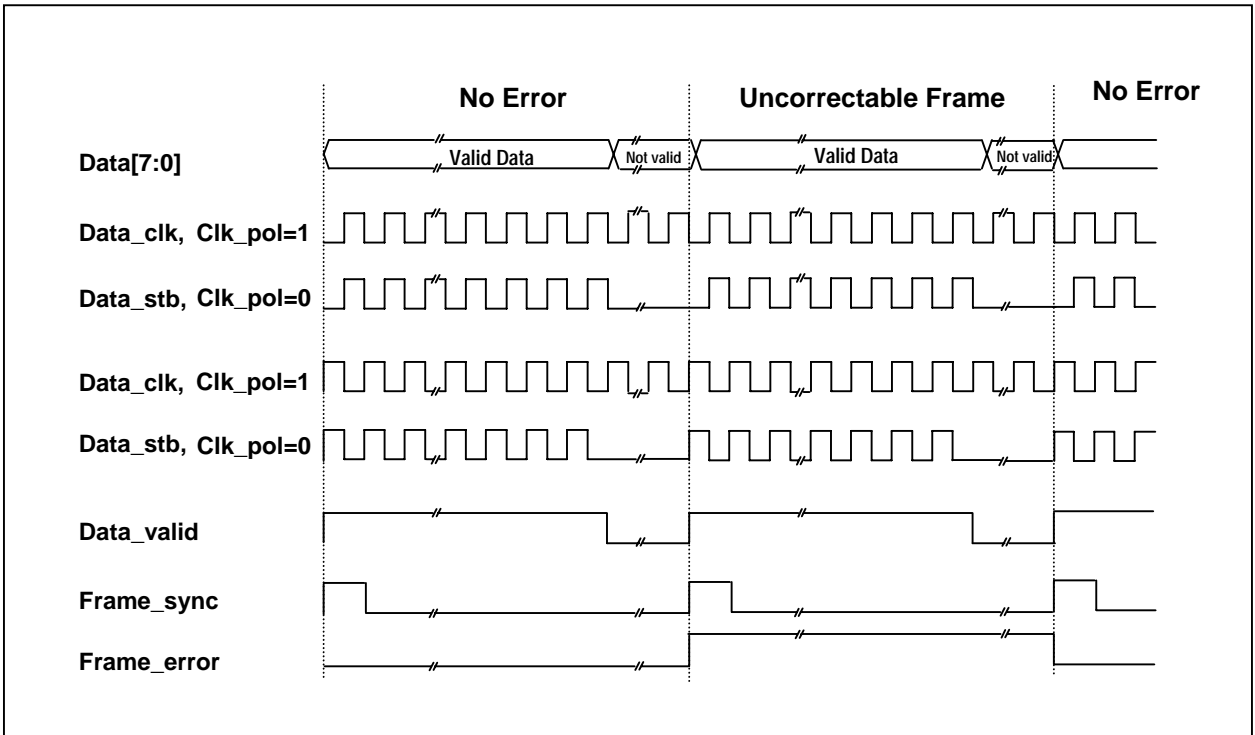 No Error Uncorrectable Frame No Error
Data[7:0] Valid Data Not valid Valid Data Not valid
Data_clk, Clk_pol=1
Data_stb, Clk_pol=0
Data_clk, Clk_pol=1
Data_stb, Clk_pol=0
Data_valid
Frame_sync
Frame_error